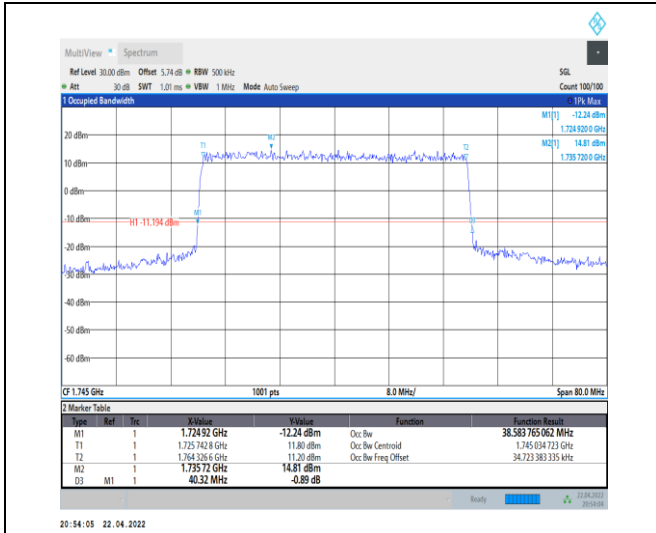 MultiView Spectrum
Ref Level 30.00 dBm Offset 5.74 dB RBW 500 kHz SGL
Att 30 dB SWT 1.01 ms VBW 1 MHz Mode Auto Sweep Count 100/100
1 Occupied Bandwidth 1Pk Max
M1[1] -12.24 dBm
1.724 920 0 GHz
M2[1] 14.81 dBm
1.735 720 0 GHz
20 dBm
T1 M2 T2
10 dBm
0 dBm
M1
-10 dBm
H1 -11.194 dBm
-20 dBm
-30 dBm
-40 dBm
-50 dBm
-60 dBm
CF 1.745 GHz 1001 pts 8.0 MHz/ Span 80.0 MHz
2 Marker Table
Type Ref Trc X-Value Y-Value Function Function Result
M1 1 1.724 92 GHz -12.24 dBm Occ Bw 38.583 765 062 MHz
T1 1 1.725 742 8 GHz 11.80 dBm Occ Bw Centroid 1.745 034 723 GHz
T2 1 1.764 326 6 GHz 11.20 dBm Occ Bw Freq Offset 34.723 383 335 kHz
M2 1 1.735 72 GHz 14.81 dBm
D3 M1 1 40.32 MHz -0.89 dB
Ready 22.04.2022
20:54:04
20:54:05 22.04.2022